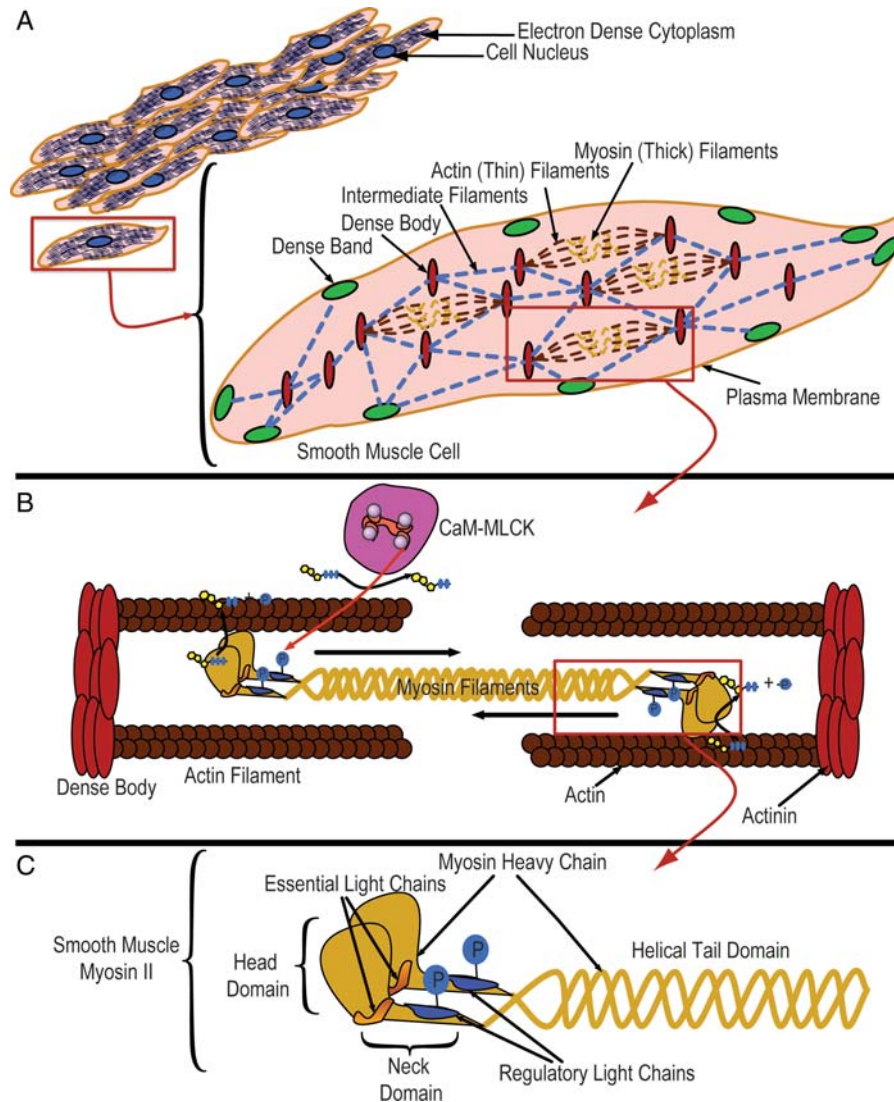 A
Electron Dense Cytoplasm
Cell Nucleus
Myosin (Thick) Filaments
Actin (Thin) Filaments
Intermediate Filaments
Dense Body
Dense Band
Plasma Membrane
Smooth Muscle Cell
B
CaM-MLCK
+ P
P
P
Myosin Filaments
+ P
P
P
Dense Body
Actin Filament
Actin
Actinin
C
Myosin Heavy Chain
Essential Light Chains
Smooth Muscle
Myosin II
Head
Domain
P
P
Helical Tail Domain
Neck
Domain
Regulatory Light Chains